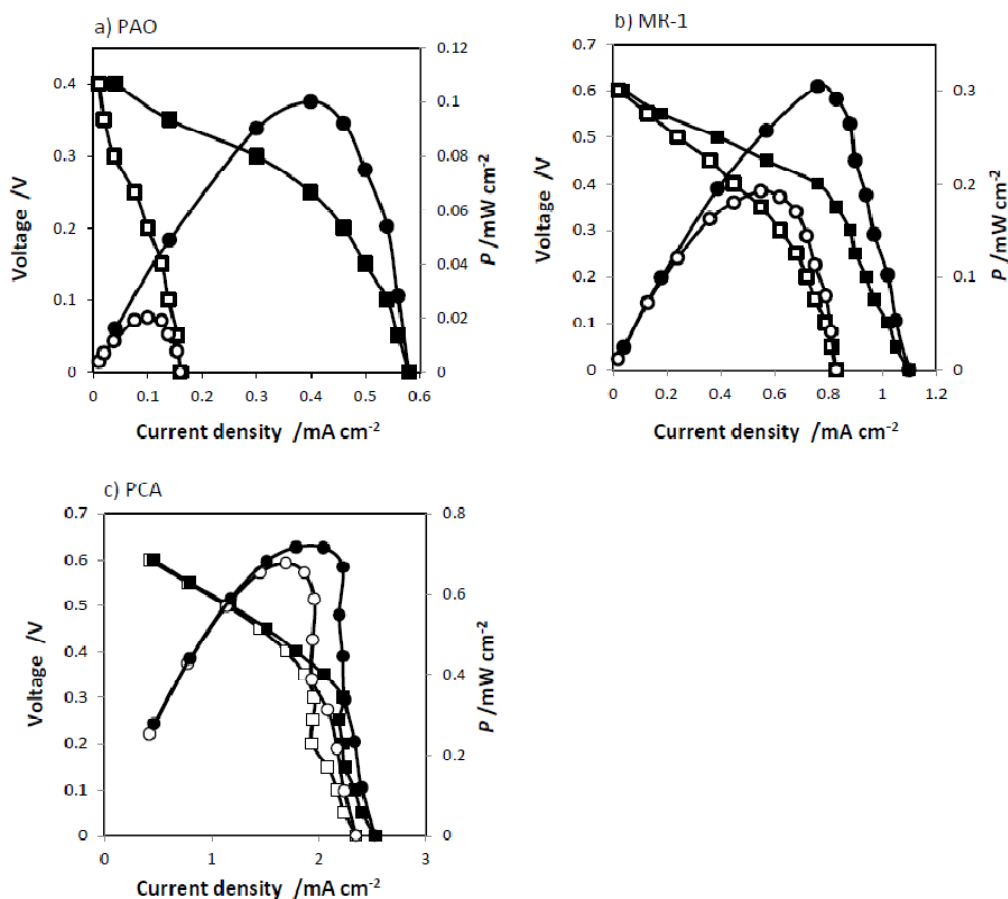 a) PAO
Voltage /V
0.4
0.3
0.2
0.1
0
0.12
0.1
0.08
0.06
0.04
0.02
0
P /mW cm-2
0 0.1 0.2 0.3 0.4 0.5 0.6
Current density /mA cm-2
b) MR-1
Voltage /V
0.7
0.6
0.5
0.4
0.3
0.2
0.1
0
0.3
0.2
0.1
0
P /mW cm-2
0 0.2 0.4 0.6 0.8 1 1.2
Current density /mA cm-2
c) PCA
Voltage /V
0.7
0.6
0.5
0.4
0.3
0.2
0.1
0
0.8
0.6
0.4
0.2
0
P /mW cm-2
0 1 2 3
Current density /mA cm-2